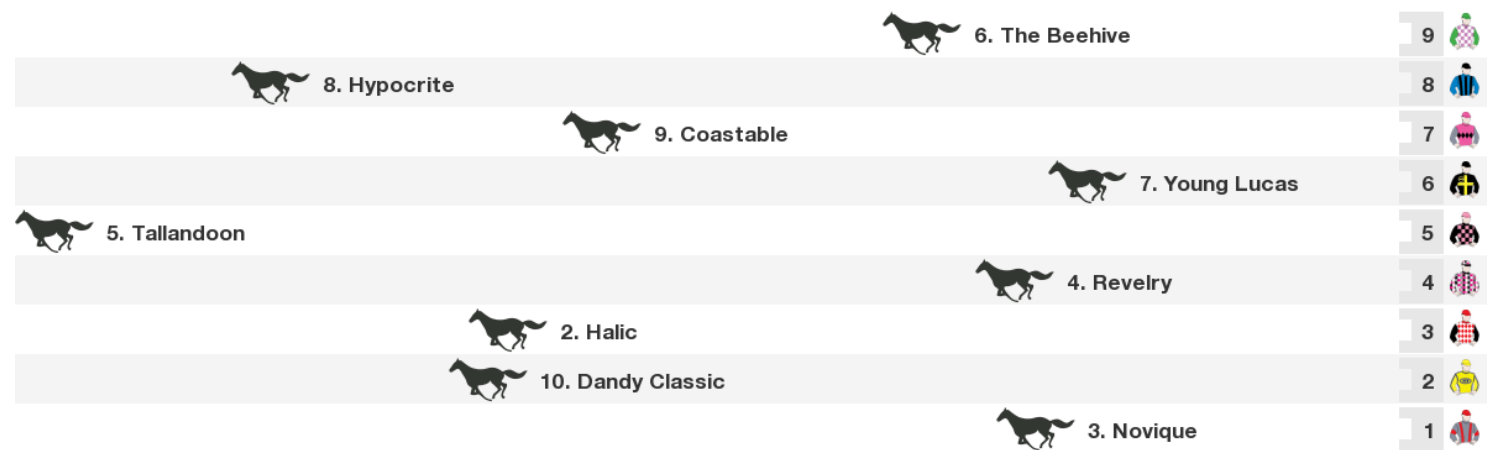 6. The Beehive 9
8. Hypocrite 8
9. Coastable 7
7. Young Lucas 6
5. Tallandoon 5
4. Revelry 4
2. Halic 3
10. Dandy Classic 2
3. Novique 1